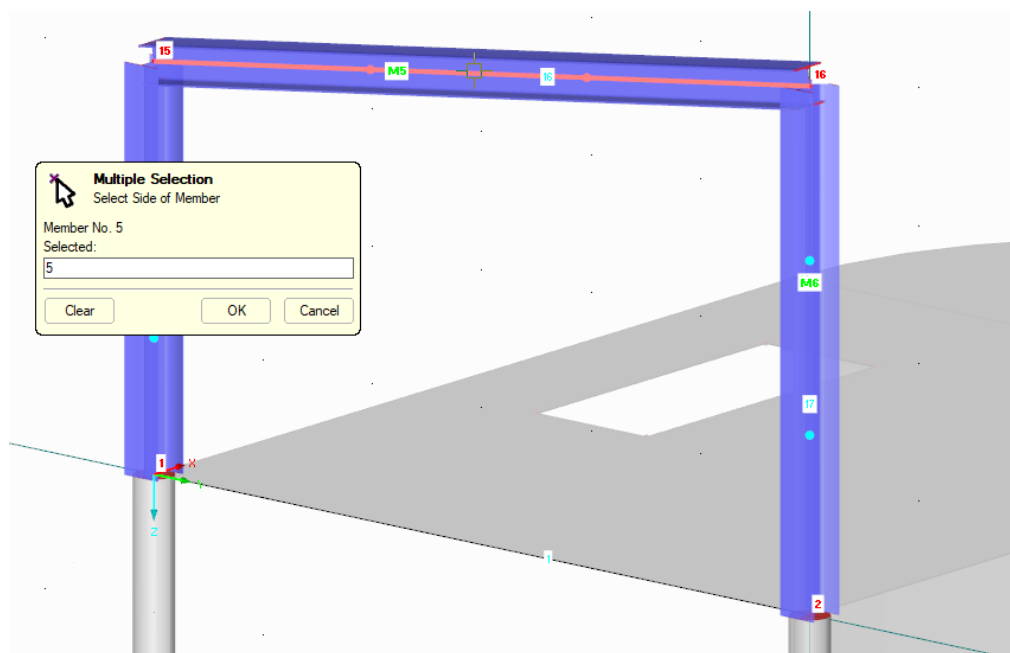 15
M5
16
16
Multiple Selection
Select Side of Member
Member No. 5
Selected:
5
Clear
OK
Cancel
M6
17
1
X
Y
Z
1
2